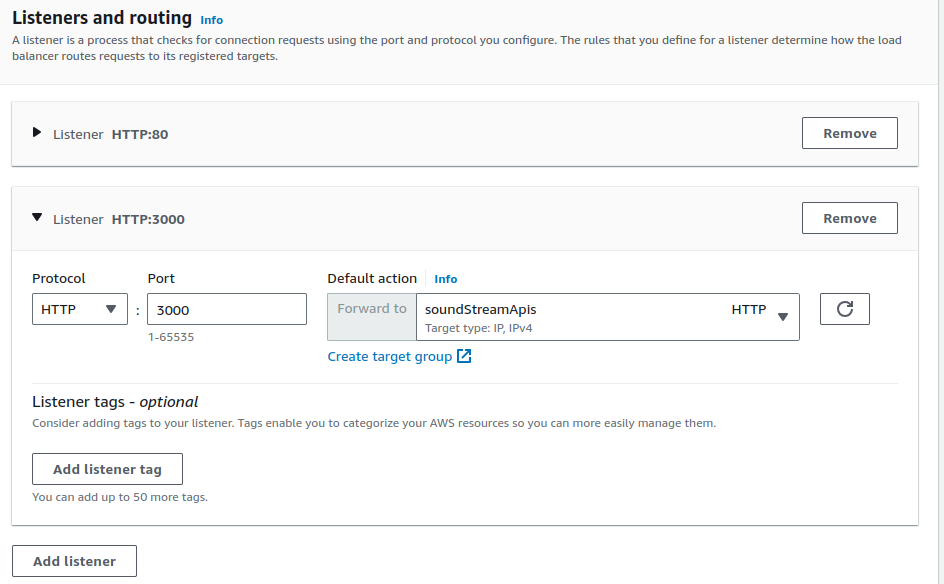 Listeners and routing Info
A listener is a process that checks for connection requests using the port and protocol you configure. The rules that you define for a listener determine how the load
balancer routes requests to its registered targets.
Listener HTTP:80
Remove
Listener HTTP:3000
Remove
Protocol
Port
Default action Info
HTTP
:
3000
Forward to
soundStreamApis
HTTP
Target type: IP, IPv4
1-65535
Create target group
Listener tags - optional
Consider adding tags to your listener. Tags enable you to categorize your AWS resources so you can more easily manage them.
Add listener tag
You can add up to 50 more tags.
Add listener